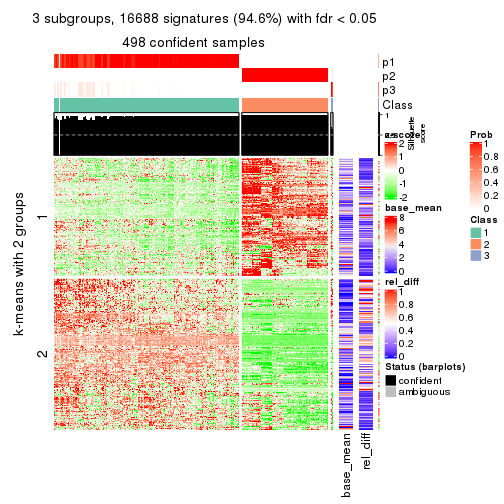 3 subgroups, 16688 signatures (94.6%) with fdr < 0.05
498 confident samples
p1
p2
p3
Class
1
Silhouette
score
k-means with 2 groups
1
2
z-score
2
1
0
-1
-2
base_mean
8
6
4
2
0
rel_diff
1
0.8
0.6
0.4
0.2
0
Status (barplots)
confident
ambiguous
Prob
1
0.8
0.6
0.4
0.2
0
Class
1
2
3
base_mean
rel_diff